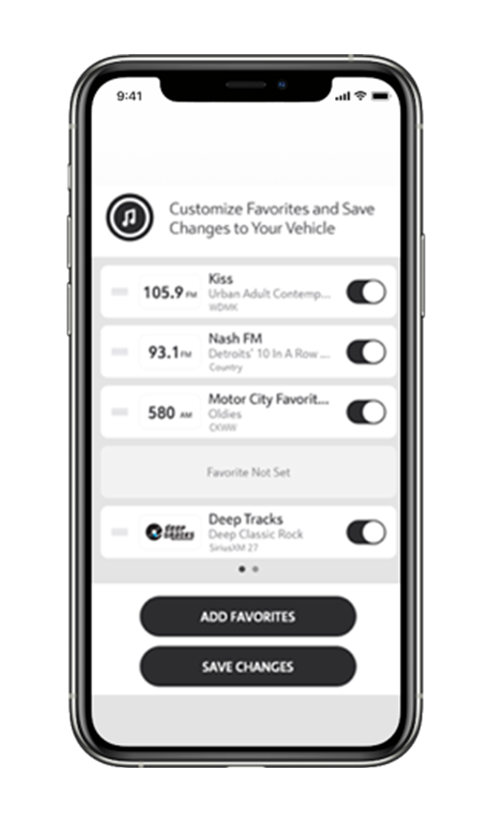 9:41
Customize Favorites and Save
Changes to Your Vehicle
105.9 FM
Kiss
Urban Adult Contemp...
WDMK
93.1 FM
Nash FM
Detroits' 10 In A Row ...
Country
580 AM
Motor City Favorit...
Oldies
CKWW
Favorite Not Set
deep
tracks
Deep Tracks
Deep Classic Rock
SiriusXM 27
ADD FAVORITES
SAVE CHANGES